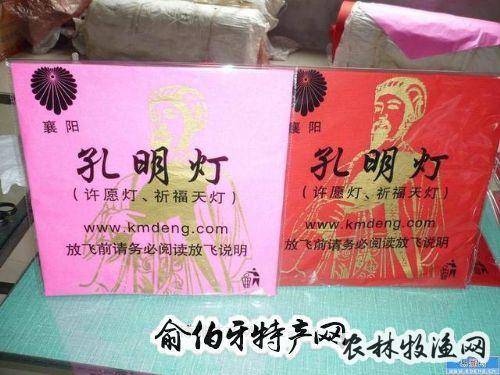 襄阳
孔明灯
(许愿灯、祈福天灯)
www.kmdeng.com
放飞前请务必阅读放飞说明
襄阳
孔明灯
(许愿灯、祈福天灯)
www.kmdeng.com
放飞前请务必阅读放飞说明
俞伯牙特产网 农林牧渔网